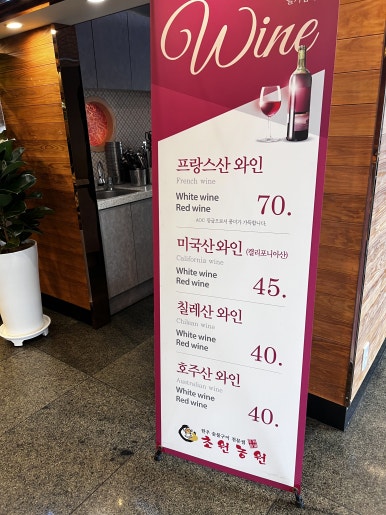 Wine
프랑스산 와인
French wine
White wine
Red wine
70.
미국산 와인 (캘리포니아산)
California wine
White wine
Red wine
45.
칠레산 와인
Chilean wine
White wine
Red wine
40.
호주산 와인
Australian wine
White wine
Red wine
40.
초원농원